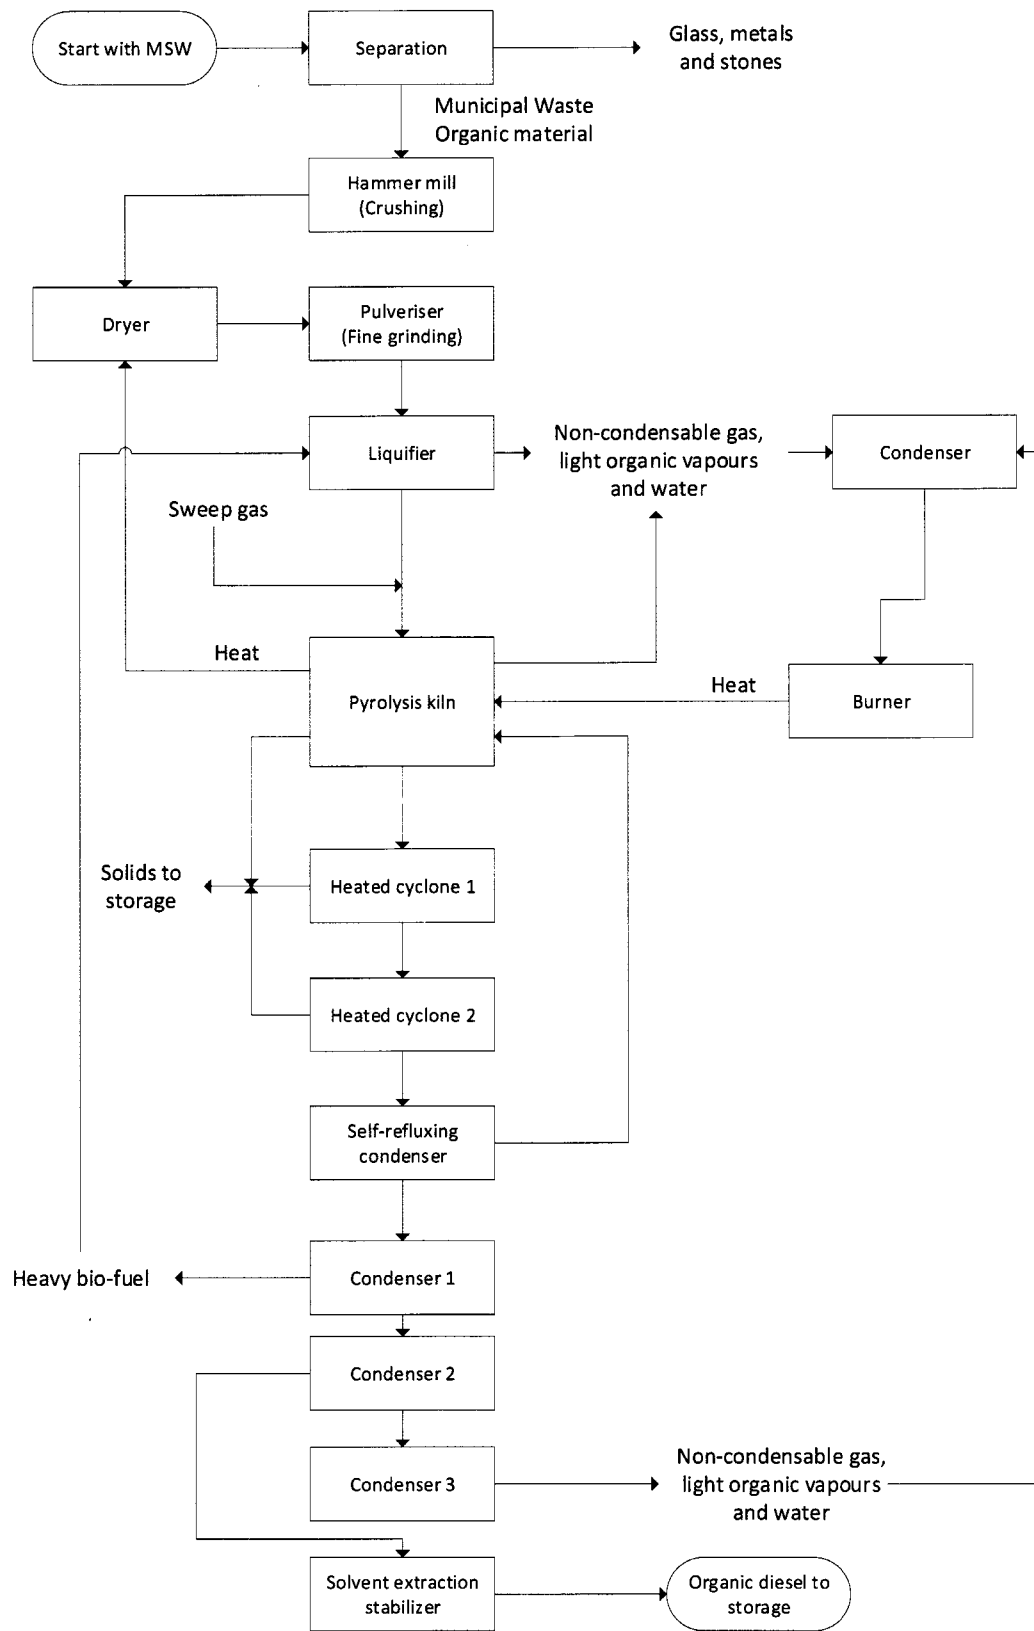 Start with MSW
Separation
Glass, metals
and stones
Municipal Waste
Organic material
Hammer mill
(Crushing)
Dryer
Pulveriser
(Fine grinding)
Liquifier
Non-condensable gas,
light organic vapours
and water
Condenser
Sweep gas
Heat
Pyrolysis kiln
Heat
Burner
Solids to
storage
Heated cyclone 1
Heated cyclone 2
Self-refluxing
condenser
Heavy bio-fuel
Condenser 1
Condenser 2
Condenser 3
Non-condensable gas,
light organic vapours
and water
Solvent extraction
stabilizer
Organic diesel to
storage